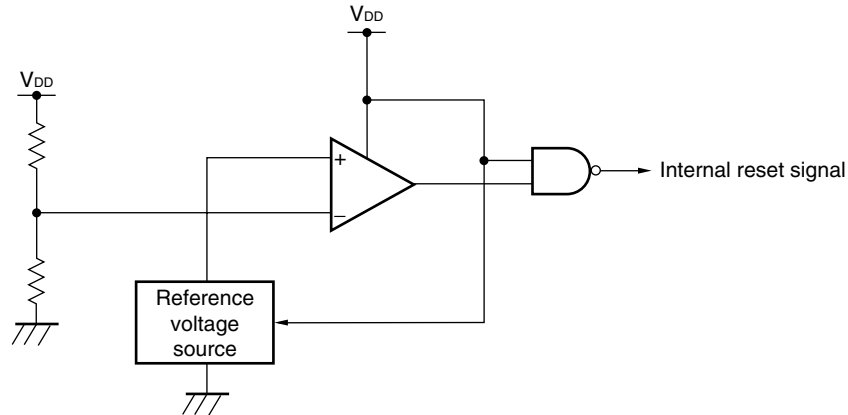 VDD
VDD
+
−
Internal reset signal
Reference
voltage
source